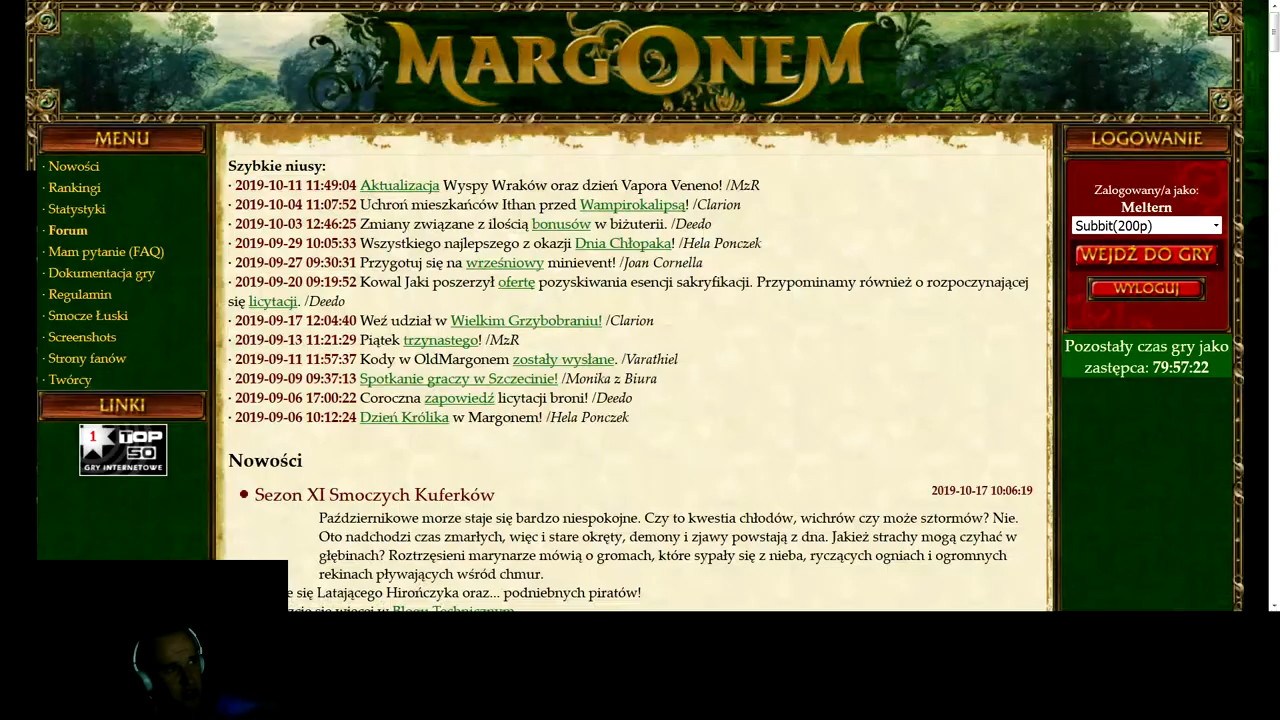 MARGONEM
MENU
· Nowości
· Rankingi
· Statystyki
· Forum
· Mam pytanie (FAQ)
· Dokumentacja gry
· Regulamin
· Smocze Łuski
· Screenshots
· Strony fanów
· Twórcy
LINKI
1 TOP
50
GRY INTERNETOWE
Szybkie niusy:
· 2019-10-11 11:49:04 Aktualizacja Wyspy Wraków oraz dzień Vapora Veneno! /MzR
· 2019-10-04 11:07:52 Uchroń mieszkańców Ithan przed Wampirokalipsą! /Clarion
· 2019-10-03 12:46:25 Zmiany związane z ilością bonusów w biżuterii. /Deedo
· 2019-09-29 10:05:33 Wszystkiego najlepszego z okazji Dnia Chłopaka! /Hela Ponczek
· 2019-09-27 09:30:31 Przygotuj się na wrześniowy minievent! /Joan Cornella
· 2019-09-20 09:19:52 Kowal Jaki poszerzył ofertę pozyskiwania esencji sakryfikacji. Przypominamy również o rozpoczynającej
się licytacji. /Deedo
· 2019-09-17 12:04:40 Weź udział w Wielkim Grzybobraniu! /Clarion
· 2019-09-13 11:21:29 Piątek trzynastego! /MzR
· 2019-09-11 11:57:37 Kody w OldMargonem zostały wysłane. /Varathiel
· 2019-09-09 09:37:13 Spotkanie graczy w Szczecinie! /Monika z Biura
· 2019-09-06 17:00:22 Coroczna zapowiedź licytacji broni! /Deedo
· 2019-09-06 10:12:24 Dzień Królika w Margonem! /Hela Ponczek
Nowości
• Sezon XI Smoczych Kuferków 2019-10-17 10:06:19
Październikowe morze staje się bardzo niespokojne. Czy to kwestia chłodów, wichrów czy może sztormów? Nie.
Oto nadchodzi czas zmarłych, więc i stare okręty, demony i zjawy powstają z dna. Jakież strachy mogą czyhać w
głębinach? Roztrzęsieni marynarze mówią o gromach, które sypały się z nieba, ryczących ogniach i ogromnych
rekinach pływających wśród chmur.
się Latającego Hirończyka oraz... podniebnych piratów!
się więcej w Blogu Technicznym
LOGOWANIE
Zalogowany/a jako:
Meltern
Subbit(200p)
WEJDŹ DO GRY
WYLOGUJ
Pozostały czas gry jako
zastępca: 79:57:22